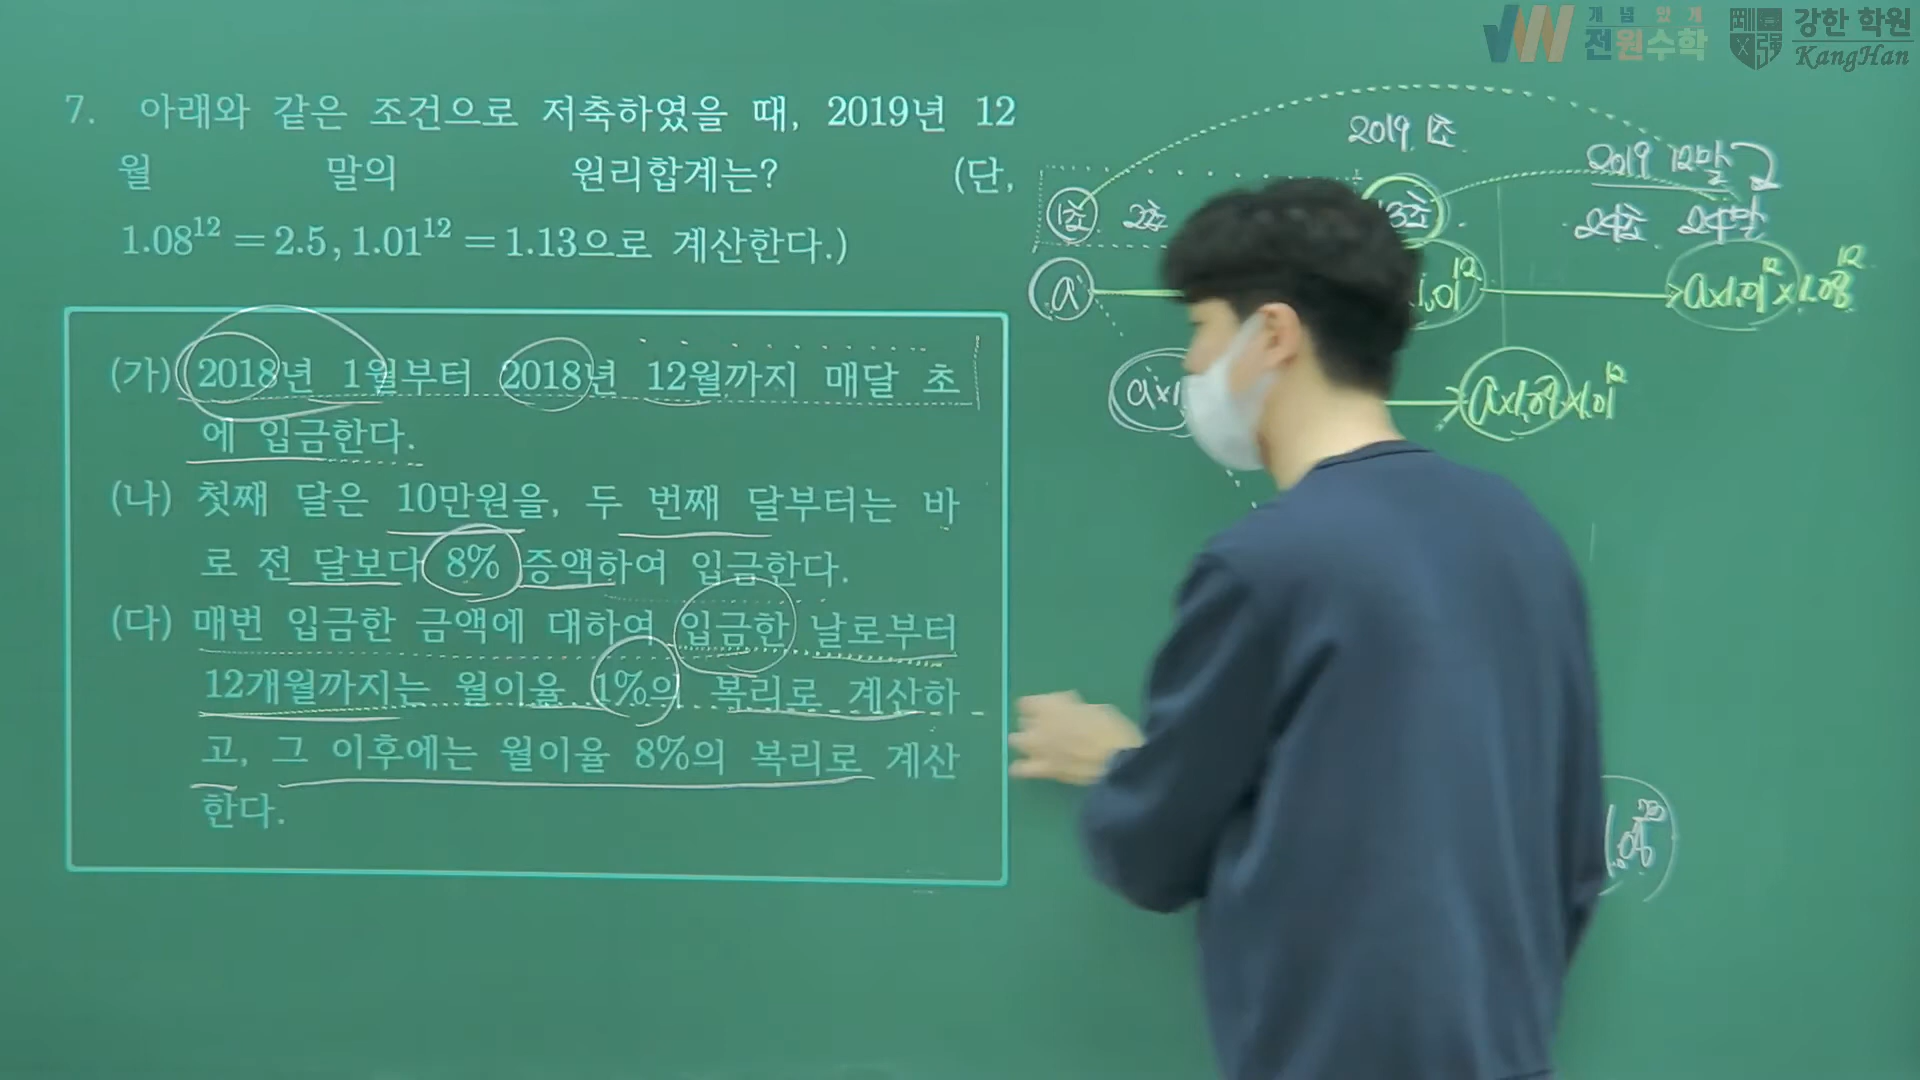 개념있게
전원수학
강한 학원
KangHan
7. 아래와 같은 조건으로 저축하였을 때, 2019년 12
월 말의 원리합계는? (단,
1.08¹² = 2.5, 1.01¹² = 1.13으로 계산한다.)
(가) 2018년 1월부터 2018년 12월까지 매달 초
에 입금한다.
(나) 첫째 달은 10만원을, 두 번째 달부터는 바
로 전 달보다 8% 증액하여 입금한다.
(다) 매번 입금한 금액에 대하여 입금한 날로부터
12개월까지는 월이율 1%의 복리로 계산하
고, 그 이후에는 월이율 8%의 복리로 계산
한다.
2019 1초
2019 12말
1초 2초 13초 24초 24말
a 1.01¹² a×1.01¹²×1.08¹²
a×1. a×1.08×1.01¹²